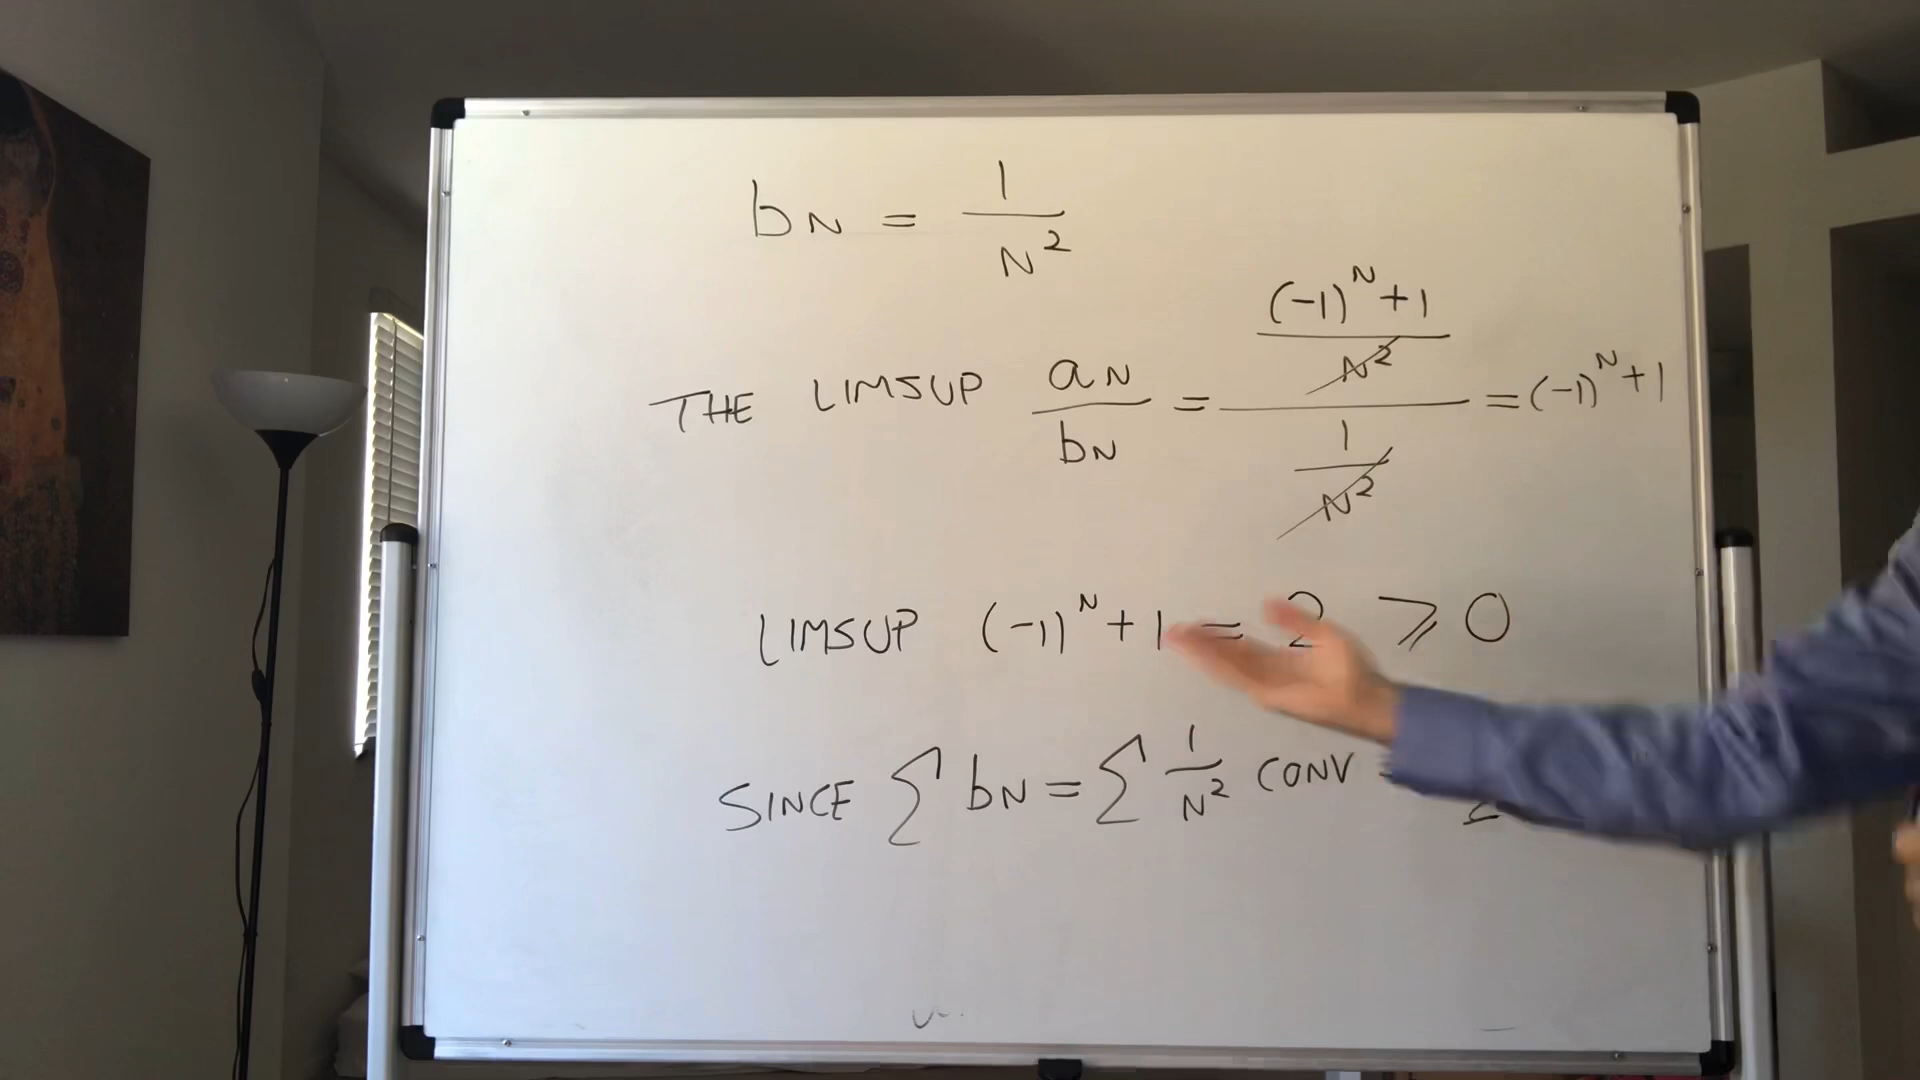 bN = 1/N²
THE LIMSUP aN/bN = (((-1)^N + 1)/N²)/(1/N²) = (-1)^N + 1
LIMSUP (-1)^N + 1 = 2 ⩾ 0
SINCE ∑ bN = ∑ 1/N² CONV